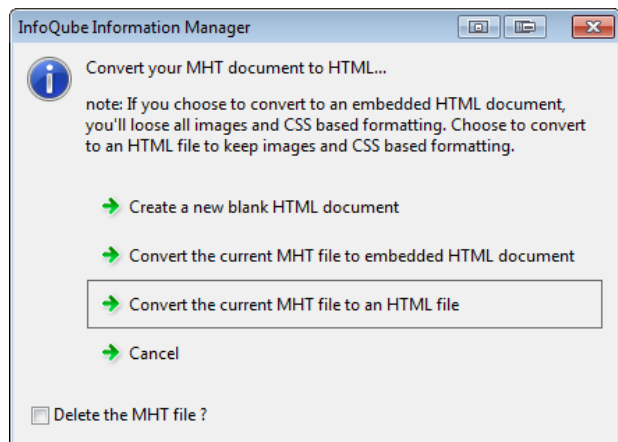 InfoQube Information Manager
Convert your MHT document to HTML...
note: If you choose to convert to an embedded HTML document,
you'll loose all images and CSS based formatting. Choose to convert
to an HTML file to keep images and CSS based formatting.
Create a new blank HTML document
Convert the current MHT file to embedded HTML document
Convert the current MHT file to an HTML file
Cancel
Delete the MHT file ?